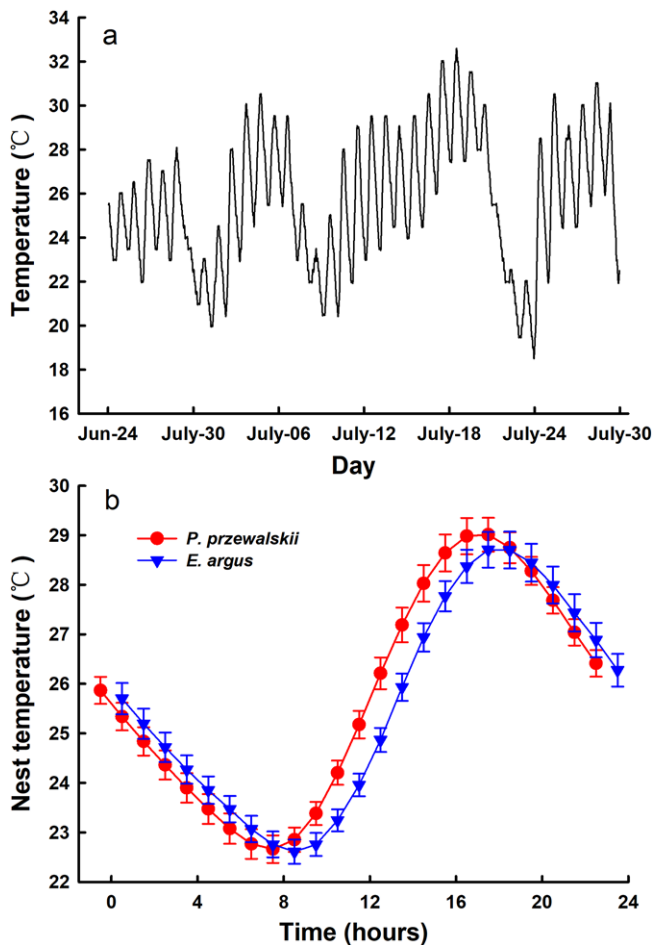 a
Temperature (℃)
34
32
30
28
26
24
22
20
18
16
Jun-24 July-30 July-06 July-12 July-18 July-24 July-30
Day
b
P. przewalskii
E. argus
Nest temperature (℃)
30
29
28
27
26
25
24
23
22
0 4 8 12 16 20 24
Time (hours)